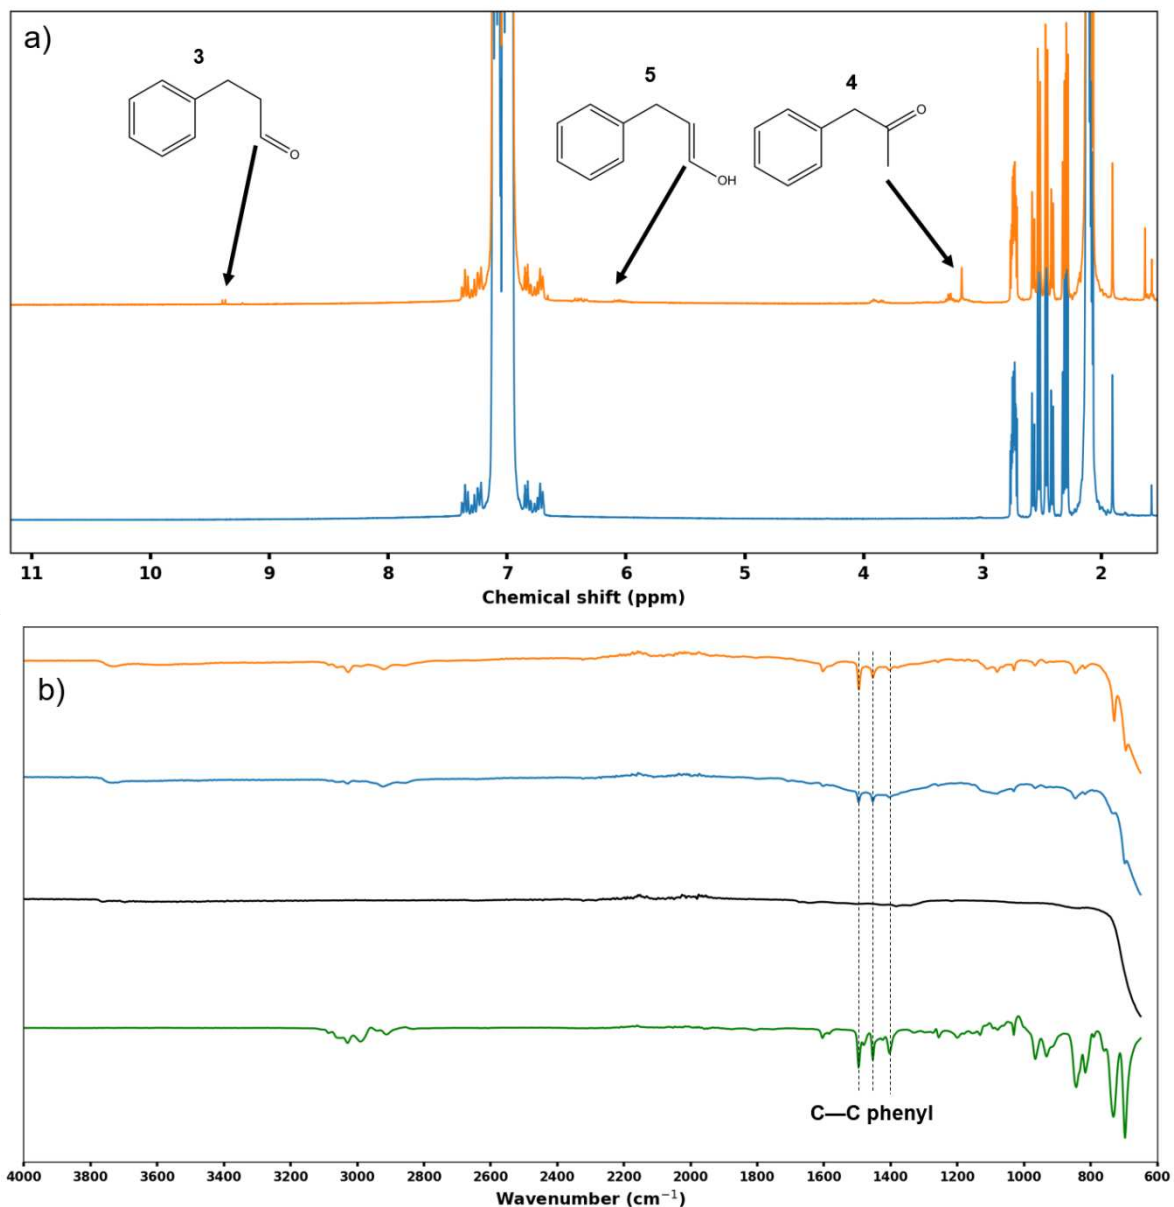 a)
3
5
4
O
OH
O
11 10 9 8 7 6 5 4 3 2
Chemical shift (ppm)
b)
C—C phenyl
4000 3800 3600 3400 3200 3000 2800 2600 2400 2200 2000 1800 1600 1400 1200 1000 800 600
Wavenumber (cm⁻¹)